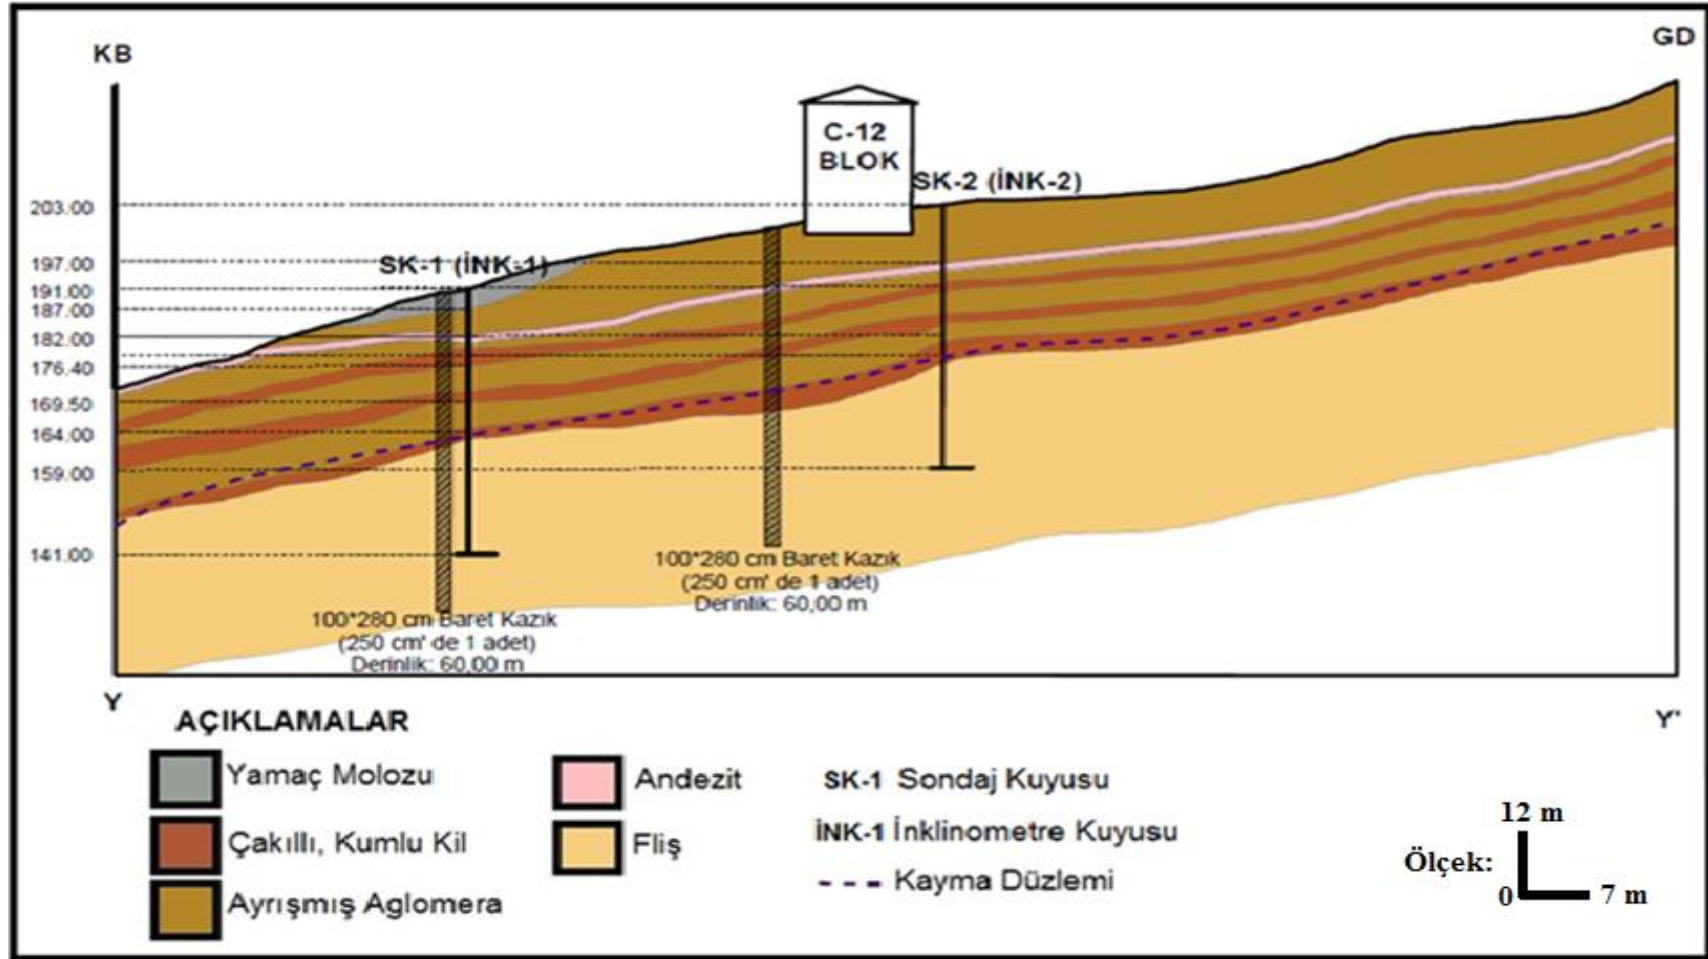 KB
GD
C-12
BLOK
SK-2 (İNK-2)
203.00
197.00
SK-1 (İNK-1)
191.00
187.00
182.00
176.40
169.50
164.00
159.00
141.00
100*280 cm Baret Kazık
(250 cm' de 1 adet)
Derinlik: 60,00 m
100*280 cm Baret Kazık
(250 cm' de 1 adet)
Derinlik: 60,00 m
Y
Y'
AÇIKLAMALAR
Yamaç Molozu
Çakıllı, Kumlu Kil
Ayrışmış Aglomera
Andezit
Fliş
SK-1 Sondaj Kuyusu
İNK-1 İnklinometre Kuyusu
Kayma Düzlemi
Ölçek:
12 m
0
7 m